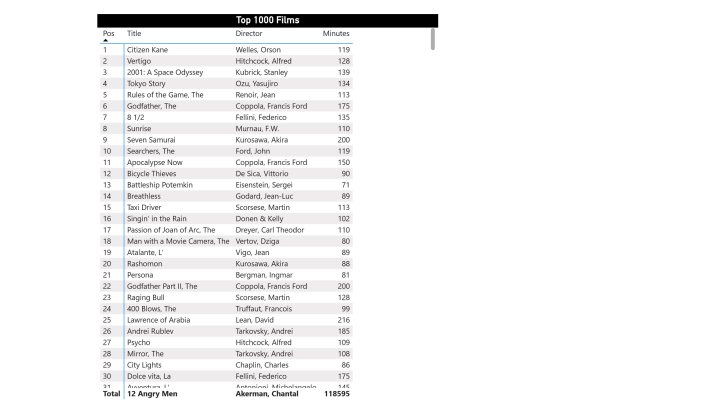 Top 1000 Films
Pos Title Director Minutes
1 Citizen Kane Welles, Orson 119
2 Vertigo Hitchcock, Alfred 128
3 2001: A Space Odyssey Kubrick, Stanley 139
4 Tokyo Story Ozu, Yasujiro 134
5 Rules of the Game, The Renoir, Jean 113
6 Godfather, The Coppola, Francis Ford 175
7 8 1/2 Fellini, Federico 135
8 Sunrise Murnau, F.W. 110
9 Seven Samurai Kurosawa, Akira 200
10 Searchers, The Ford, John 119
11 Apocalypse Now Coppola, Francis Ford 150
12 Bicycle Thieves De Sica, Vittorio 90
13 Battleship Potemkin Eisenstein, Sergei 71
14 Breathless Godard, Jean-Luc 89
15 Taxi Driver Scorsese, Martin 113
16 Singin' in the Rain Donen & Kelly 102
17 Passion of Joan of Arc, The Dreyer, Carl Theodor 110
18 Man with a Movie Camera, The Vertov, Dziga 80
19 Atalante, L' Vigo, Jean 89
20 Rashomon Kurosawa, Akira 88
21 Persona Bergman, Ingmar 81
22 Godfather Part II, The Coppola, Francis Ford 200
23 Raging Bull Scorsese, Martin 128
24 400 Blows, The Truffaut, Francois 99
25 Lawrence of Arabia Lean, David 216
26 Andrei Rublev Tarkovsky, Andrei 185
27 Psycho Hitchcock, Alfred 109
28 Mirror, The Tarkovsky, Andrei 108
29 City Lights Chaplin, Charles 86
30 Dolce vita, La Fellini, Federico 175
31 Avventura, L' Antonioni, Michelangelo 145
Total 12 Angry Men Akerman, Chantal 118595